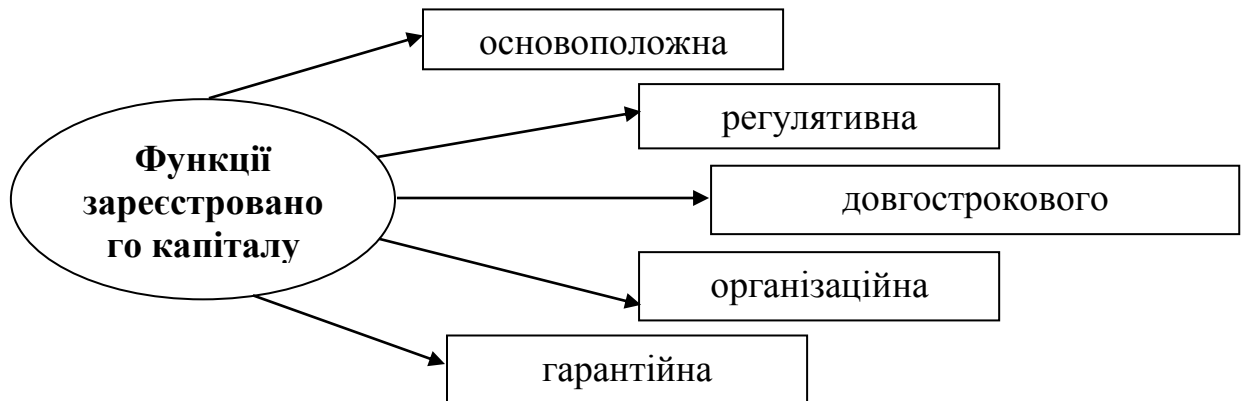 основоположна
регулятивна
Функції
зареєстровано
го капіталу
довгострокового
організаційна
гарантійна